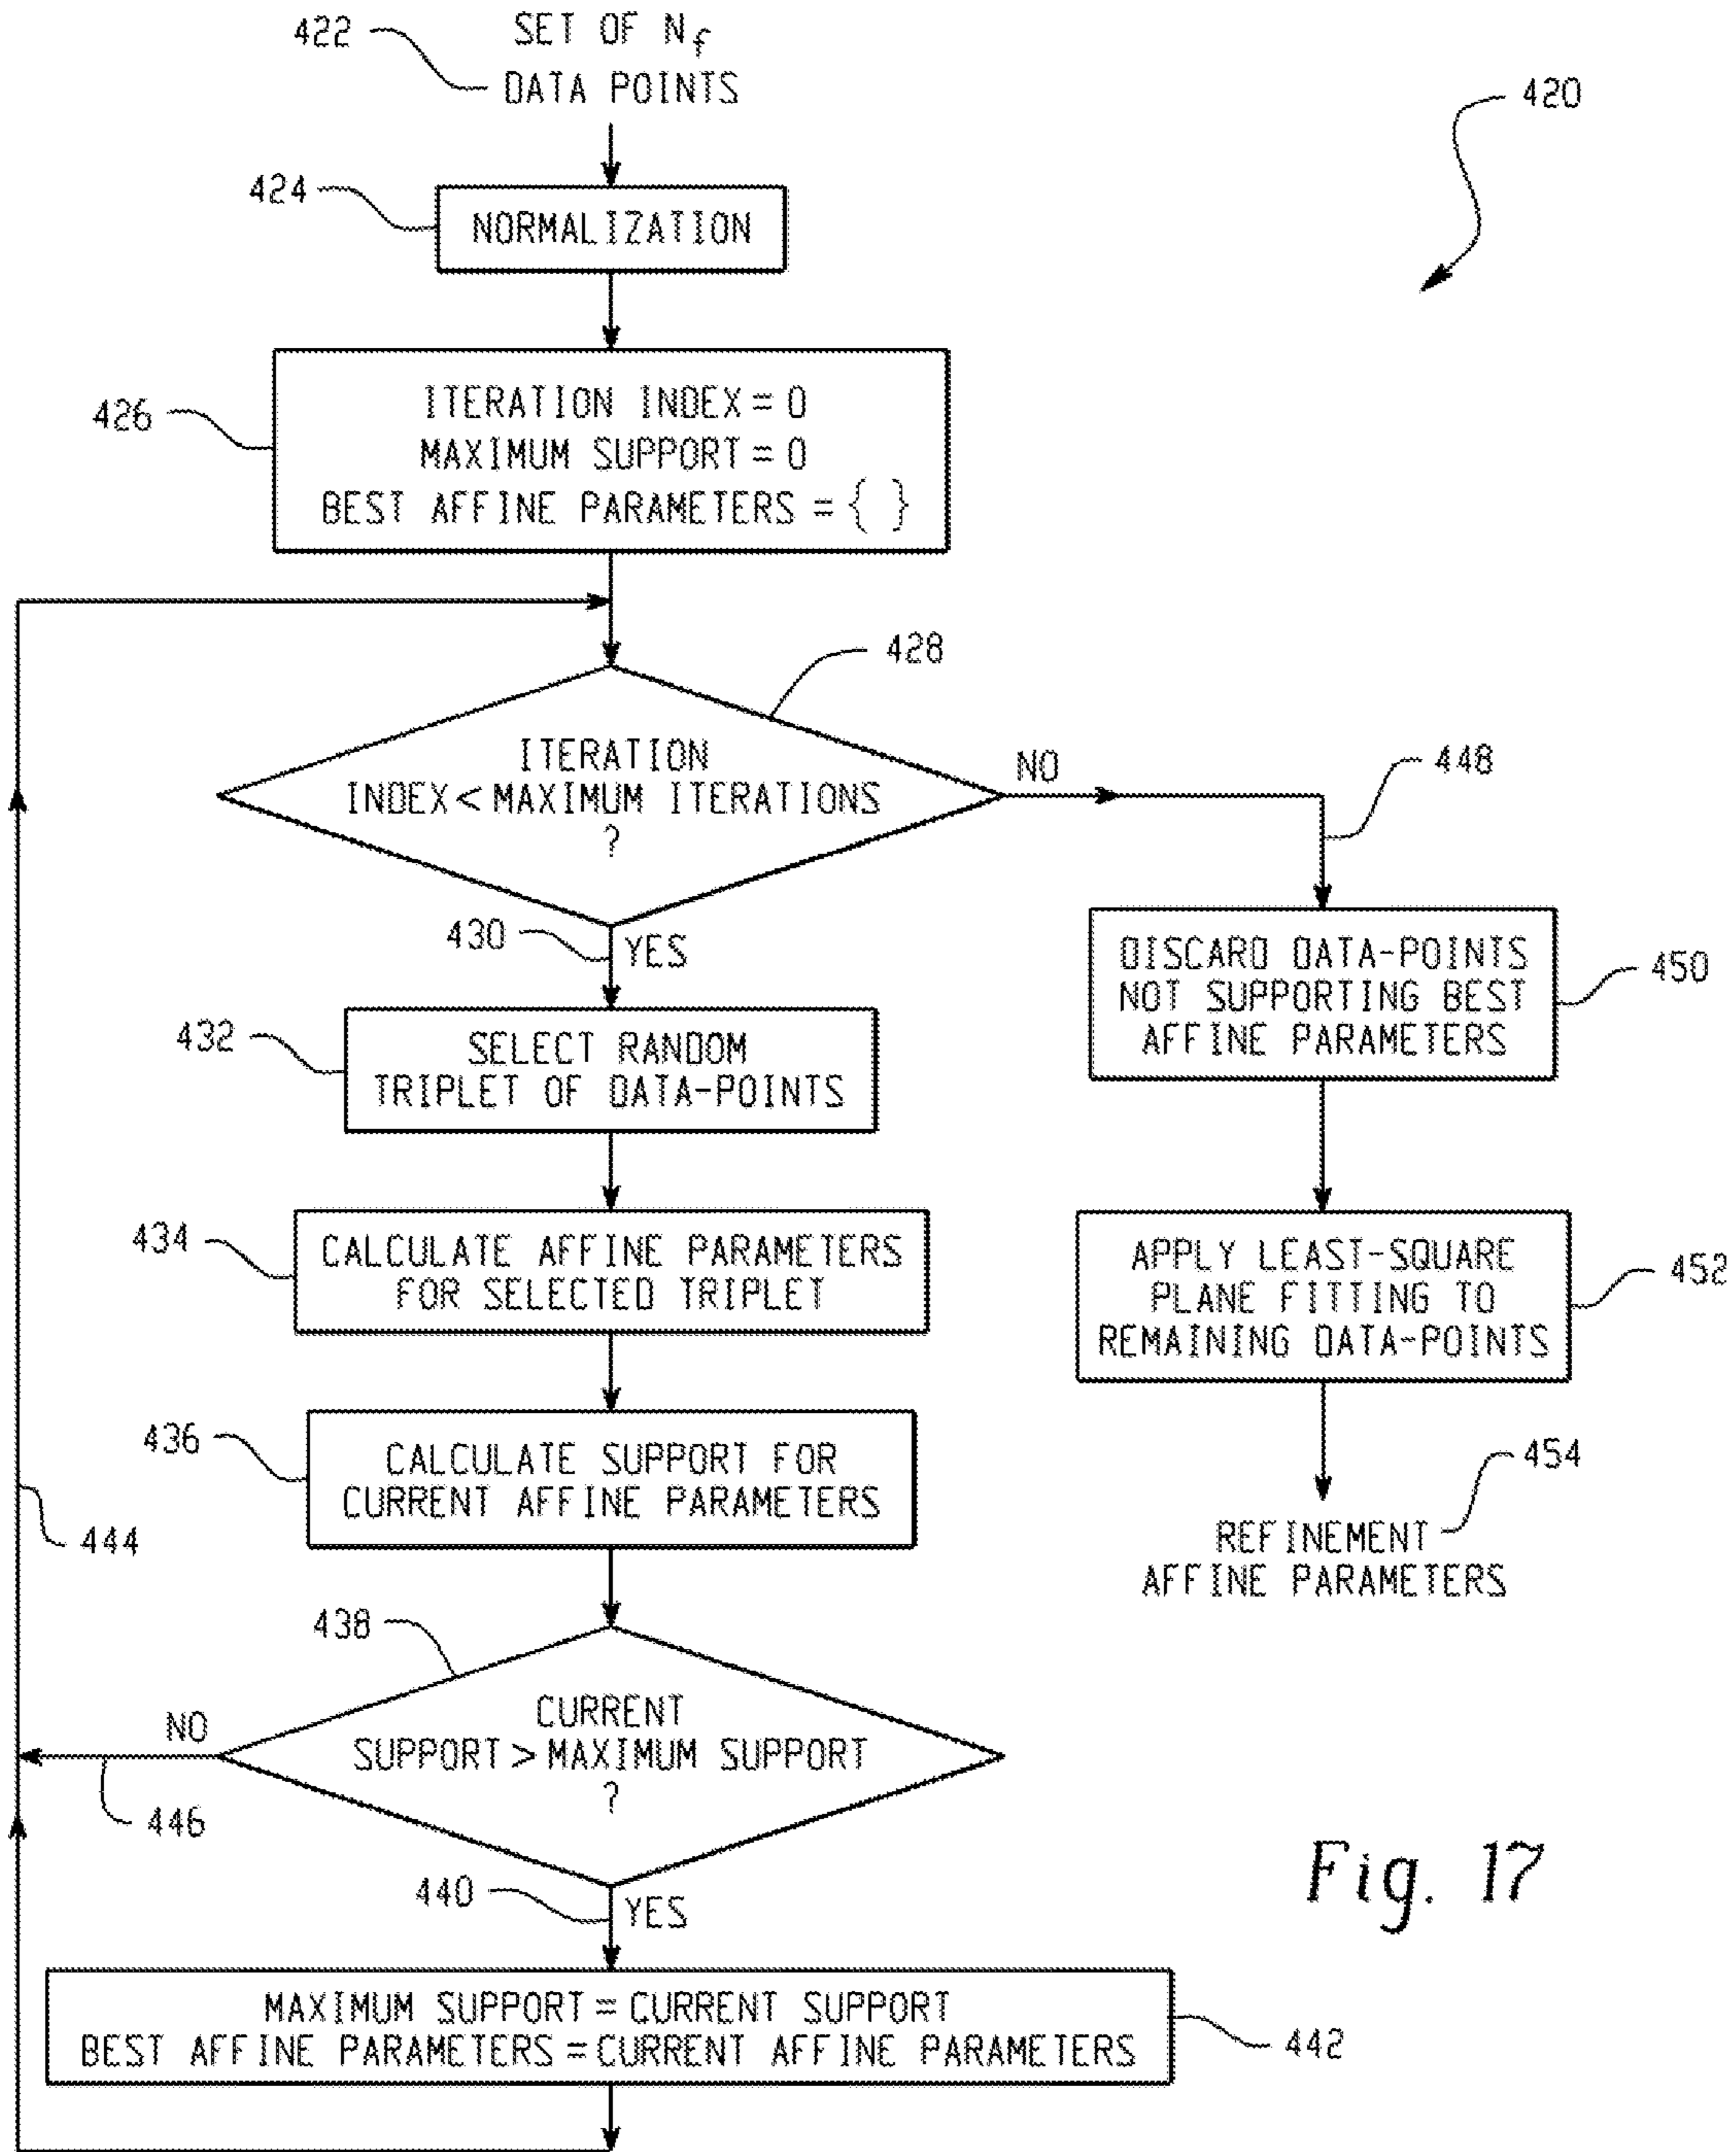 422
SET OF Nf
DATA POINTS
420
424
NORMALIZATION
426
ITERATION INDEX = 0
MAXIMUM SUPPORT = 0
BEST AFFINE PARAMETERS = { }
428
ITERATION
INDEX < MAXIMUM ITERATIONS
?
NO
448
430
YES
432
SELECT RANDOM
TRIPLET OF DATA-POINTS
DISCARD DATA-POINTS
NOT SUPPORTING BEST
AFFINE PARAMETERS
450
434
CALCULATE AFFINE PARAMETERS
FOR SELECTED TRIPLET
APPLY LEAST-SQUARE
PLANE FITTING TO
REMAINING DATA-POINTS
452
436
CALCULATE SUPPORT FOR
CURRENT AFFINE PARAMETERS
454
REFINEMENT
AFFINE PARAMETERS
444
438
CURRENT
SUPPORT > MAXIMUM SUPPORT
?
NO
446
440
YES
MAXIMUM SUPPORT = CURRENT SUPPORT
BEST AFFINE PARAMETERS = CURRENT AFFINE PARAMETERS
442
Fig. 17